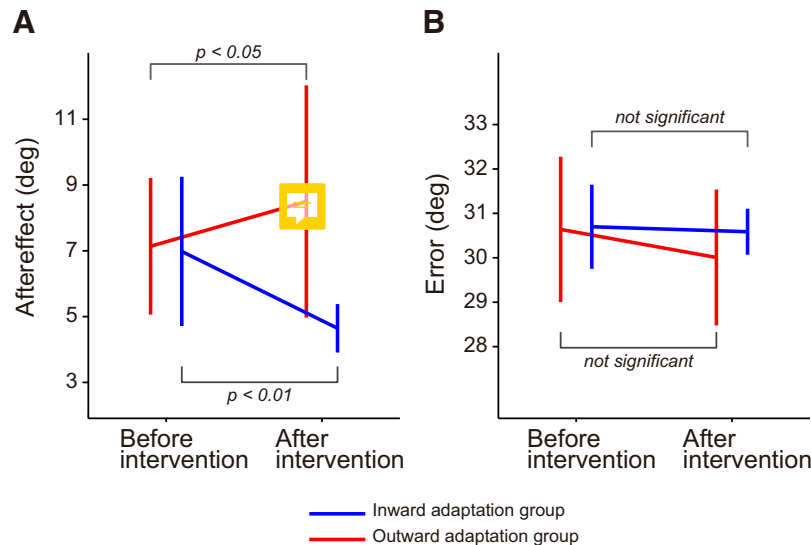 A
p < 0.05
11
9
7
5
3
Aftereffect (deg)
p < 0.01
Before
intervention
After
intervention
B
not significant
33
32
31
30
29
28
Error (deg)
not significant
Before
intervention
After
intervention
Inward adaptation group
Outward adaptation group